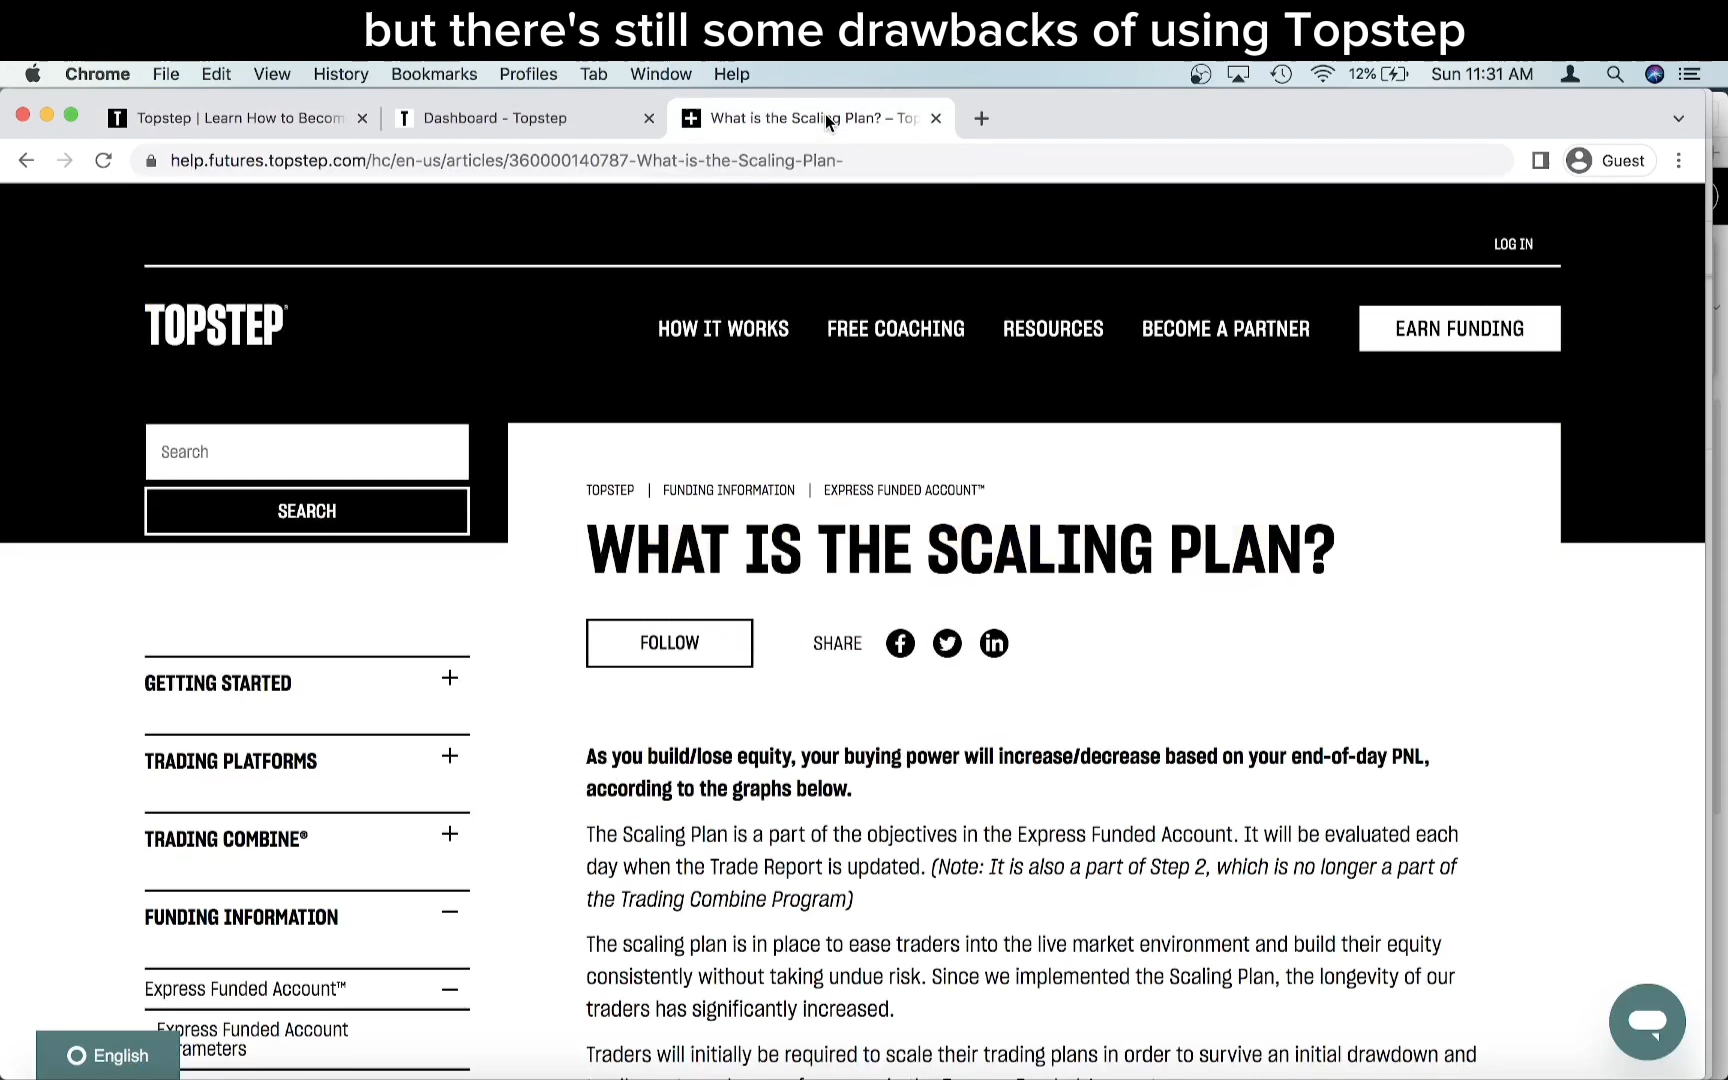 but there's still some drawbacks of using Topstep
Chrome File Edit View History Bookmarks Profiles Tab Window Help 12% Sun 11:31 AM
Topstep | Learn How to Becom Dashboard - Topstep What is the Scaling Plan? – Top
help.futures.topstep.com/hc/en-us/articles/360000140787-What-is-the-Scaling-Plan- Guest
LOG IN
TOPSTEP HOW IT WORKS FREE COACHING RESOURCES BECOME A PARTNER EARN FUNDING
Search
SEARCH
TOPSTEP | FUNDING INFORMATION | EXPRESS FUNDED ACCOUNT™
WHAT IS THE SCALING PLAN?
FOLLOW SHARE
GETTING STARTED
TRADING PLATFORMS
TRADING COMBINE®
FUNDING INFORMATION
Express Funded Account™
Express Funded Account
rameters
English
As you build/lose equity, your buying power will increase/decrease based on your end-of-day PNL,
according to the graphs below.
The Scaling Plan is a part of the objectives in the Express Funded Account. It will be evaluated each
day when the Trade Report is updated. (Note: It is also a part of Step 2, which is no longer a part of
the Trading Combine Program)
The scaling plan is in place to ease traders into the live market environment and build their equity
consistently without taking undue risk. Since we implemented the Scaling Plan, the longevity of our
traders has significantly increased.
Traders will initially be required to scale their trading plans in order to survive an initial drawdown and